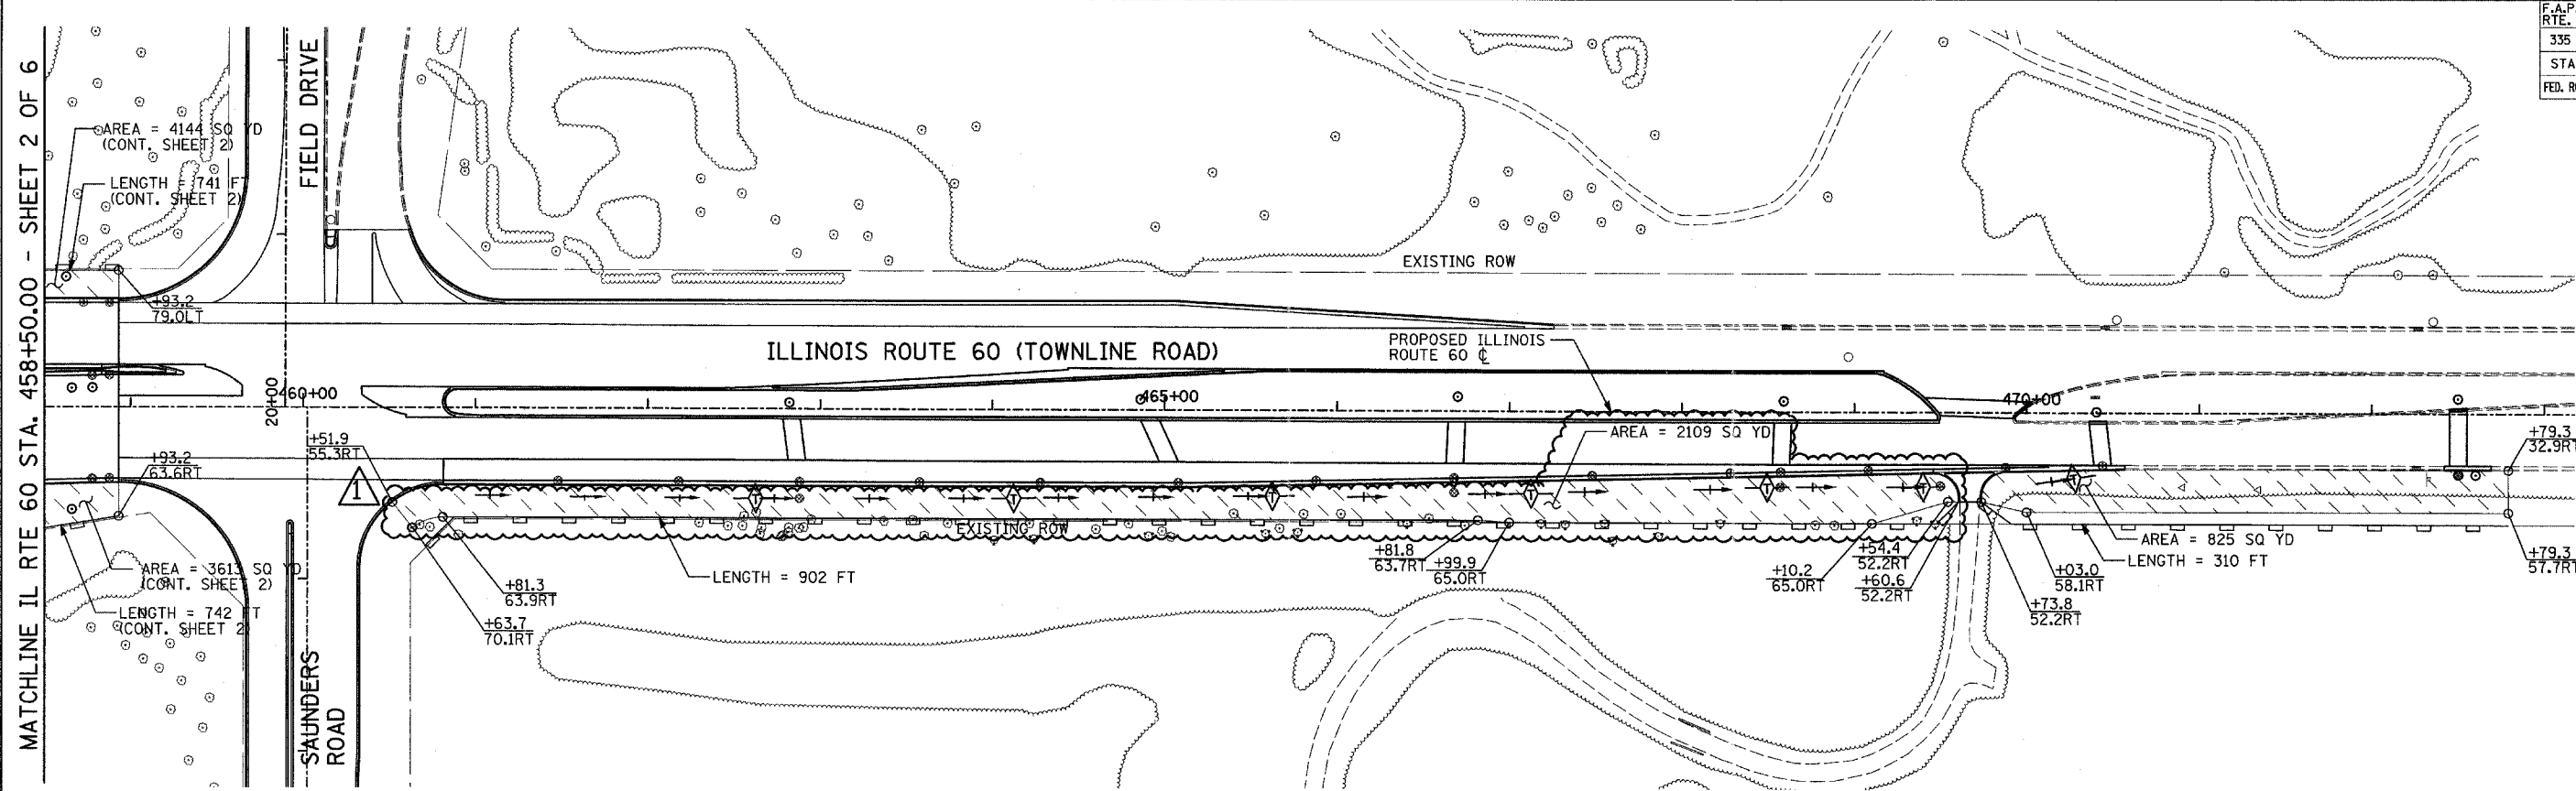 F.A.P.
RTE.
335
STA
FED. R
MATCHLINE IL RTE 60 STA. 458+50.00 - SHEET 2 OF 6
AREA = 4144 SQ YD
(CONT. SHEET 2)
LENGTH = 741 FT
(CONT. SHEET 2)
FIELD DRIVE
+93.2
79.0LT
EXISTING ROW
ILLINOIS ROUTE 60 (TOWNLINE ROAD)
PROPOSED ILLINOIS
ROUTE 60 ℄
20+00
460+00
465+00
470+00
+51.9
55.3RT
AREA = 2109 SQ YD
+79.3
32.9RT
+93.2
63.6RT
1
T
T
T
T
T
T
T
EXISTING ROW
AREA = 3613 SQ YD
(CONT. SHEET 2)
LENGTH = 742 FT
(CONT. SHEET 2)
+81.3
63.9RT
+63.7
70.1RT
LENGTH = 902 FT
+81.8
63.7RT
+99.9
65.0RT
+10.2
65.0RT
+54.4
52.2RT
+60.6
52.2RT
+03.0
58.1RT
+73.8
52.2RT
AREA = 825 SQ YD
LENGTH = 310 FT
+79.3
57.7RT
SAUNDERS
ROAD